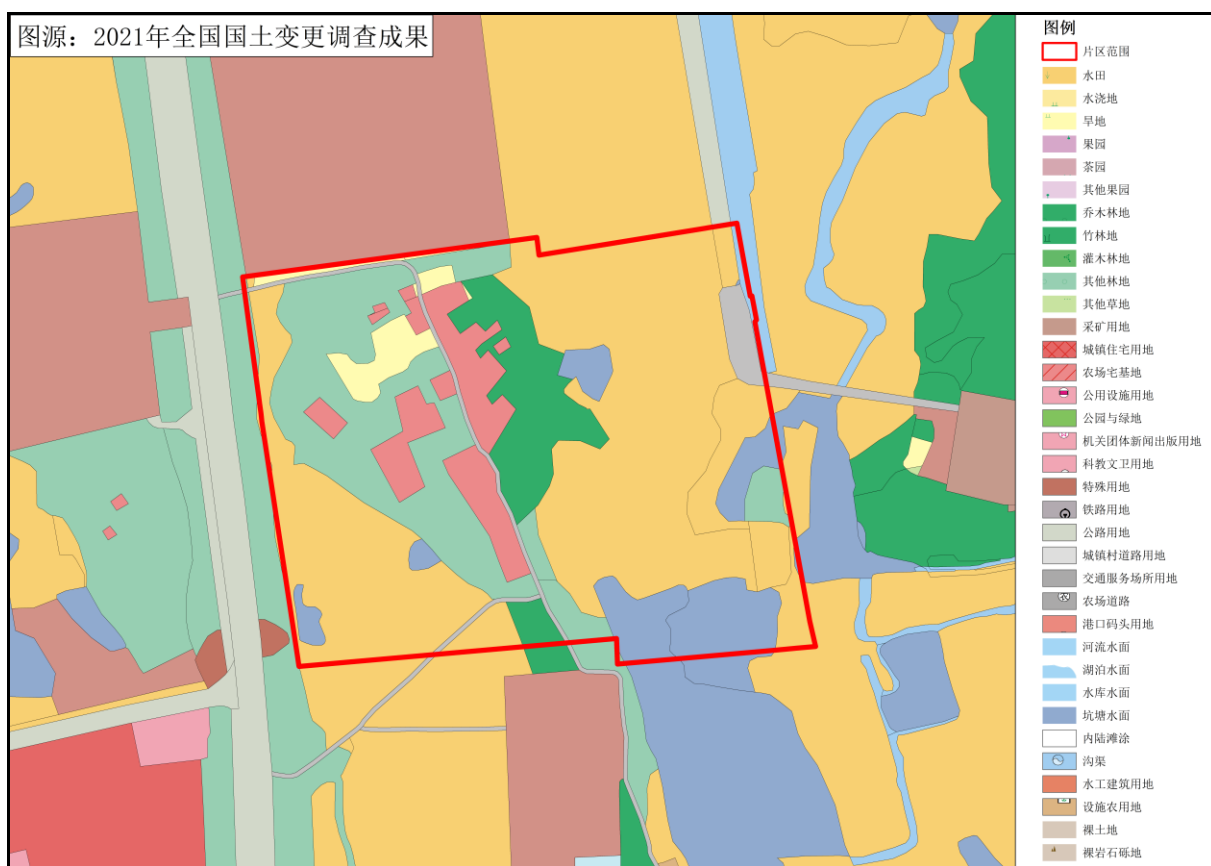 图源：2021年全国国土变更调查成果
图例
片区范围
水田
水浇地
旱地
果园
茶园
其他果园
乔木林地
竹林地
灌木林地
其他林地
其他草地
采矿用地
城镇住宅用地
农场宅基地
公用设施用地
公园与绿地
机关团体新闻出版用地
科教文卫用地
特殊用地
铁路用地
公路用地
城镇村道路用地
交通服务场所用地
农场道路
港口码头用地
河流水面
湖泊水面
水库水面
坑塘水面
内陆滩涂
沟渠
水工建筑用地
设施农用地
裸土地
裸岩石砾地